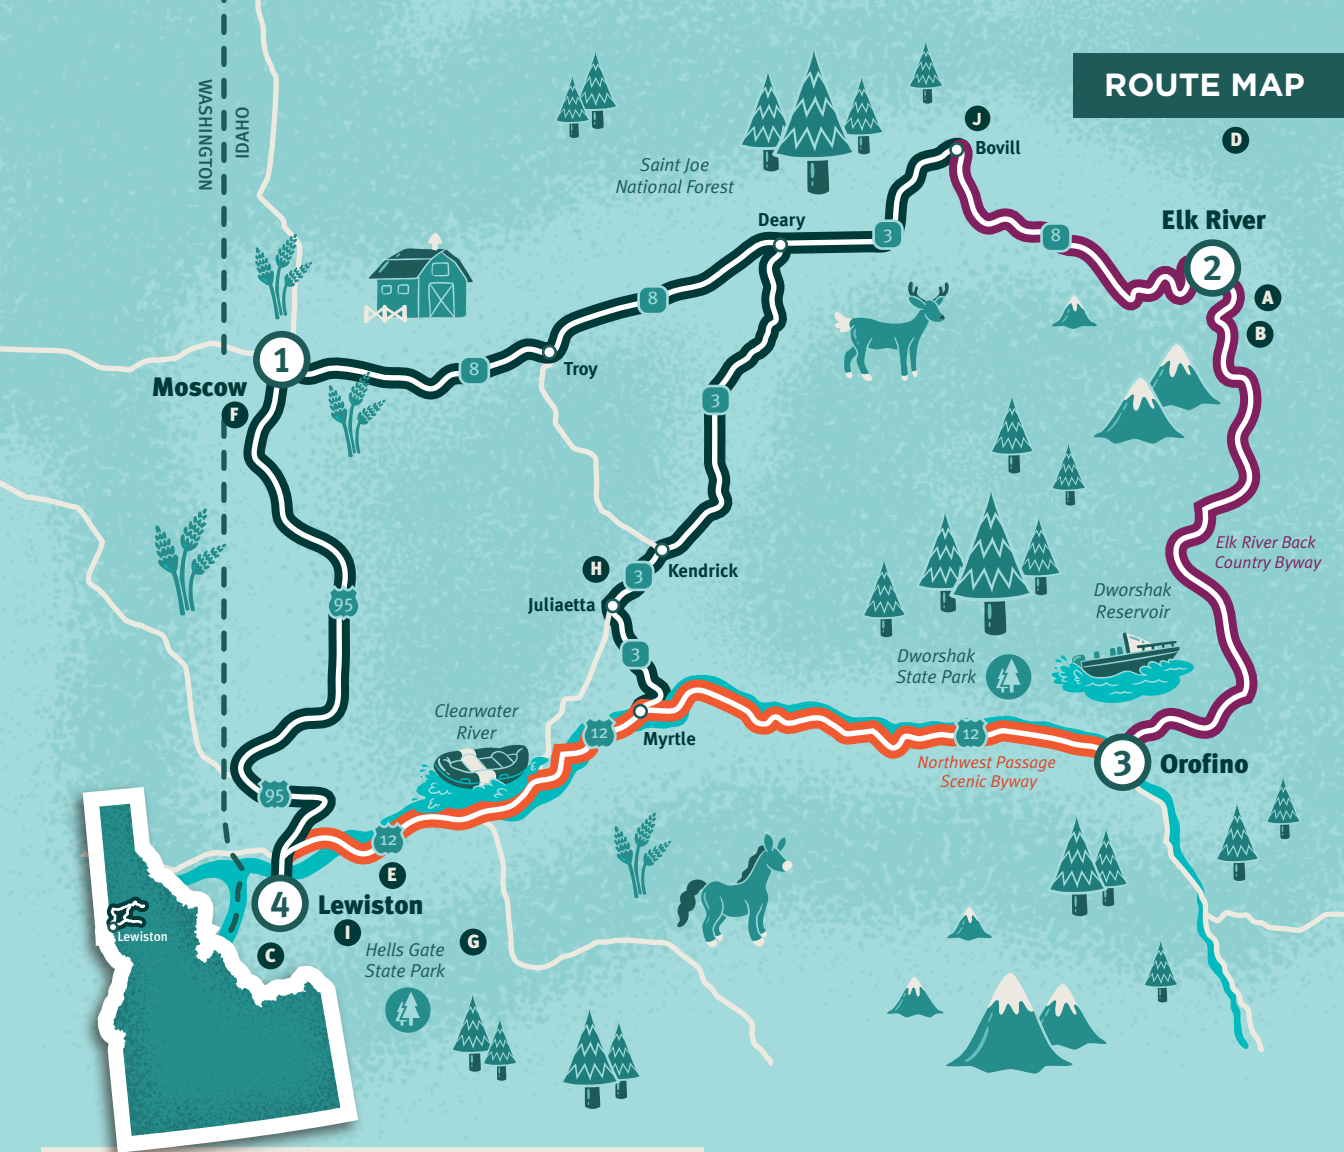 ROUTE MAP
WASHINGTON
IDAHO
J
Bovill
D
Saint Joe
National Forest
Deary
3
8
Elk River
2
A
B
8
1
8
Troy
Moscow
F
3
95
H
3
Kendrick
Juliaetta
3
Elk River Back
Country Byway
Dworshak
Reservoir
Dworshak
State Park
Clearwater
River
12
Myrtle
12
Northwest Passage
Scenic Byway
3
Orofino
95
12
E
4
Lewiston
I
C
Hells Gate
State Park
G
Lewiston